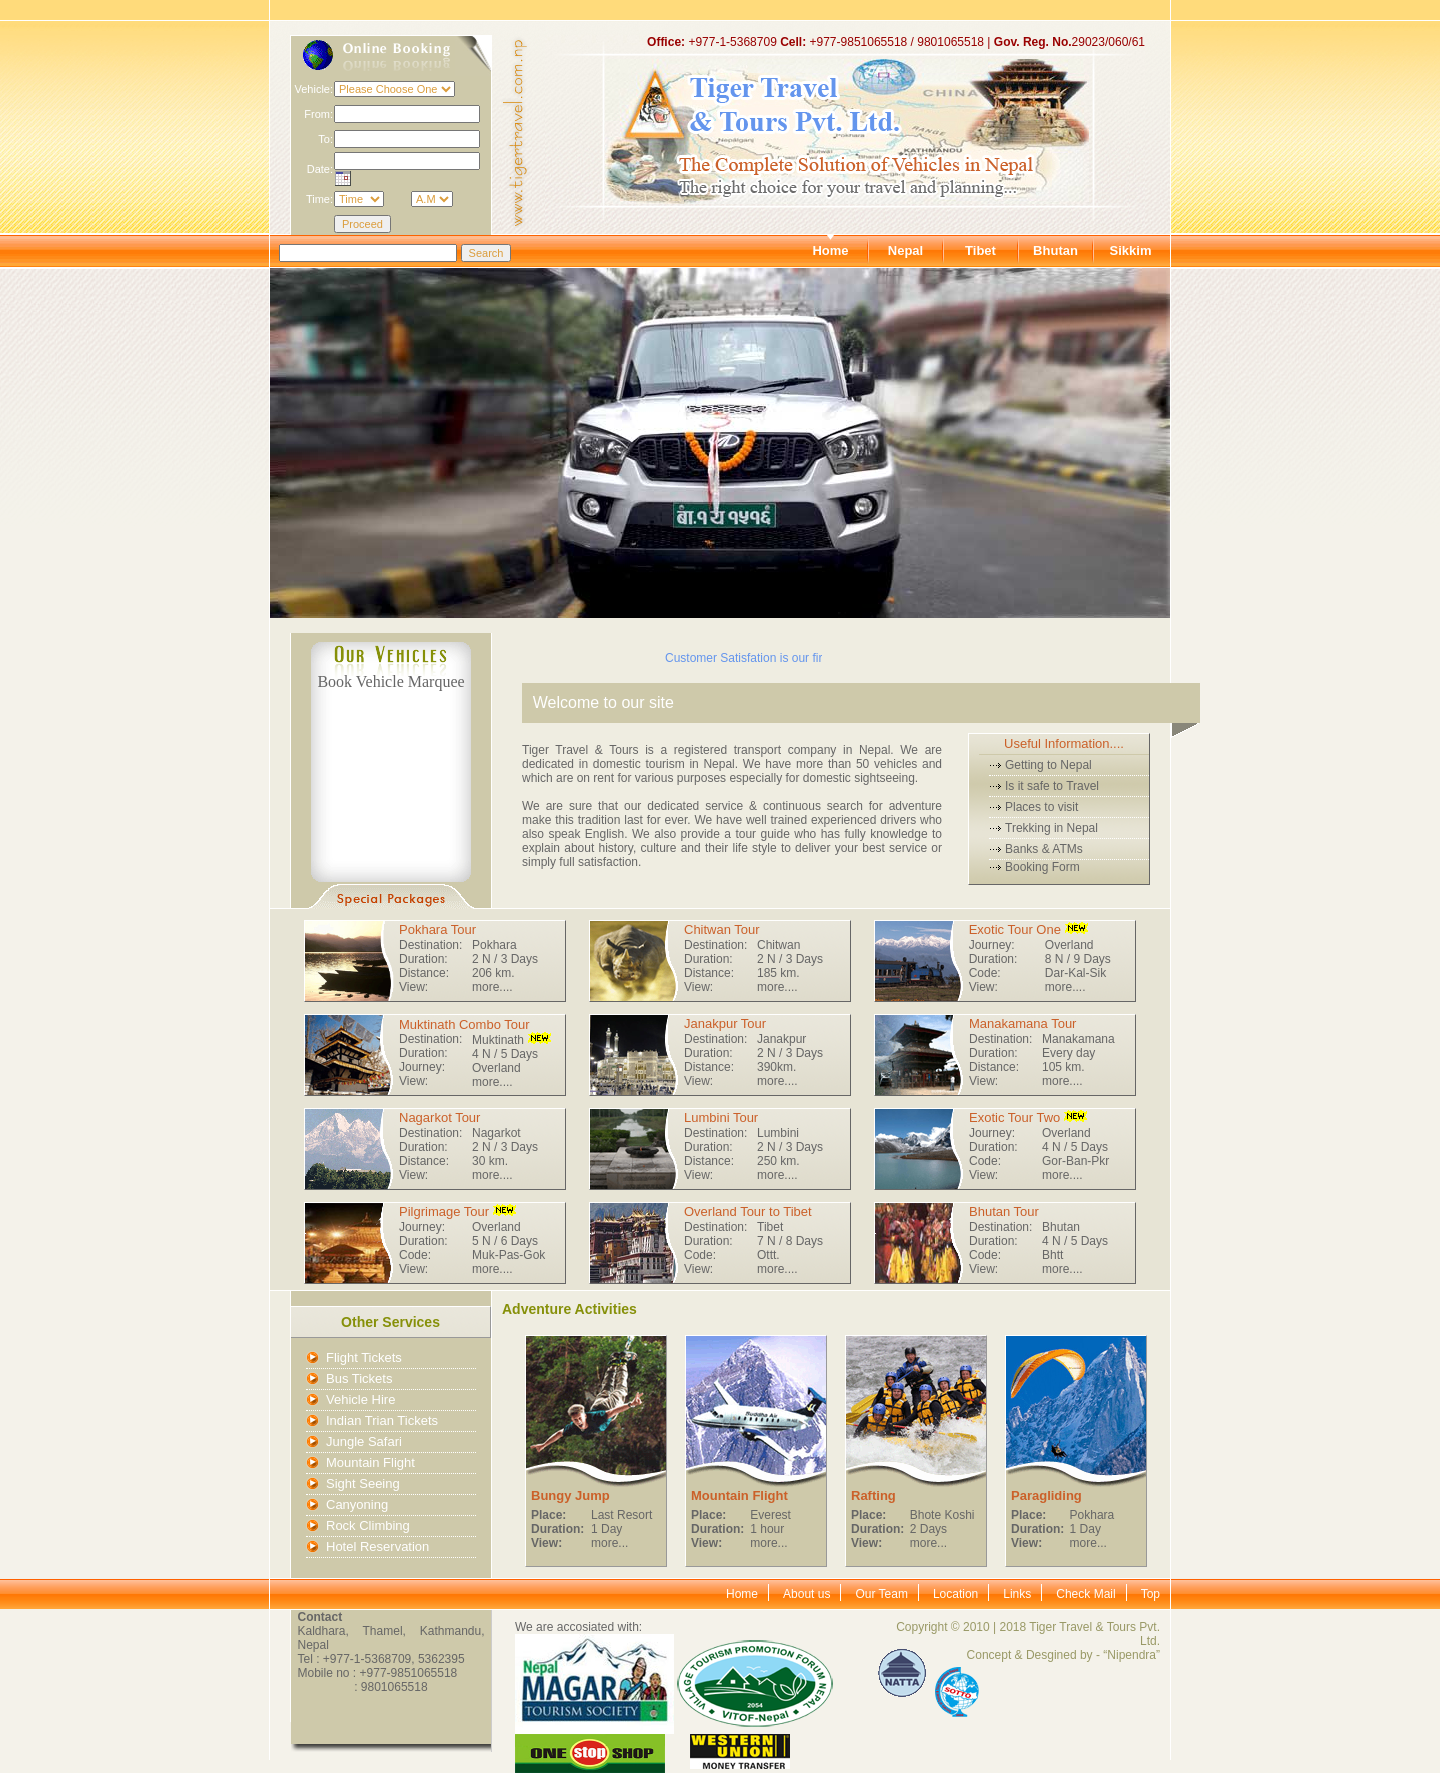 Online Booking
Vehicle: Please Choose One
From:
To:
Date:
Time: Time A.M
Proceed
www.tigertravel.com.np
Office: +977-1-5368709 Cell: +977-9851065518 / 9801065518 | Gov. Reg. No.29023/060/61
Tiger Travel
& Tours Pvt. Ltd.
CHINA
KATHMANDU
The Complete Solution of Vehicles in Nepal
The right choice for your travel and planning...
Search
Home Nepal Tibet Bhutan Sikkim
बा.१ च १५१६
Our Vehicles
Book Vehicle Marquee
Special Packages
Customer Satisfation is our fir
Welcome to our site
Tiger Travel & Tours is a registered transport company in Nepal. We are
dedicated in domestic tourism in Nepal. We have more than 50 vehicles and
which are on rent for various purposes especially for domestic sightseeing.
We are sure that our dedicated service & continuous search for adventure
make this tradition last for ever. We have well trained experienced drivers who
also speak English. We also provide a tour guide who has fully knowledge to
explain about history, culture and their life style to deliver your best service or
simply full satisfaction.
Useful Information....
Getting to Nepal
Is it safe to Travel
Places to visit
Trekking in Nepal
Banks & ATMs
Booking Form
Pokhara Tour
Destination: Pokhara
Duration: 2 N / 3 Days
Distance: 206 km.
View: more....
Chitwan Tour
Destination: Chitwan
Duration: 2 N / 3 Days
Distance: 185 km.
View: more....
Exotic Tour One NEW
Journey: Overland
Duration: 8 N / 9 Days
Code: Dar-Kal-Sik
View: more....
Muktinath Combo Tour
Destination: Muktinath NEW
Duration: 4 N / 5 Days
Journey: Overland
View: more....
Janakpur Tour
Destination: Janakpur
Duration: 2 N / 3 Days
Distance: 390km.
View: more....
Manakamana Tour
Destination: Manakamana
Duration: Every day
Distance: 105 km.
View: more....
Nagarkot Tour
Destination: Nagarkot
Duration: 2 N / 3 Days
Distance: 30 km.
View: more....
Lumbini Tour
Destination: Lumbini
Duration: 2 N / 3 Days
Distance: 250 km.
View: more....
Exotic Tour Two NEW
Journey: Overland
Duration: 4 N / 5 Days
Code: Gor-Ban-Pkr
View: more....
Pilgrimage Tour NEW
Journey: Overland
Duration: 5 N / 6 Days
Code: Muk-Pas-Gok
View: more....
Overland Tour to Tibet
Destination: Tibet
Duration: 7 N / 8 Days
Code: Ottt.
View: more....
Bhutan Tour
Destination: Bhutan
Duration: 4 N / 5 Days
Code: Bhtt
View: more....
Other Services
Flight Tickets
Bus Tickets
Vehicle Hire
Indian Trian Tickets
Jungle Safari
Mountain Flight
Sight Seeing
Canyoning
Rock Climbing
Hotel Reservation
Adventure Activities
Bungy Jump
Place: Last Resort
Duration: 1 Day
View: more...
Buddha Air
Mountain Flight
Place: Everest
Duration: 1 hour
View: more...
Rafting
Place: Bhote Koshi
Duration: 2 Days
View: more...
Paragliding
Place: Pokhara
Duration: 1 Day
View: more...
Home About us Our Team Location Links Check Mail Top
Contact
Kaldhara, Thamel, Kathmandu,
Nepal
Tel : +977-1-5368709, 5362395
Mobile no : +977-9851065518
: 9801065518
We are accosiated with:
Nepal
MAGAR
TOURISM SOCIETY
VILLAGE TOURISM PROMOTION FORUM NEPAL
2054
VITOF-Nepal
NATTA
SOTTO
ONE stop SHOP
WESTERN UNION
MONEY TRANSFER
Copyright © 2010 | 2018 Tiger Travel & Tours Pvt.
Ltd.
Concept & Desgined by - “Nipendra”